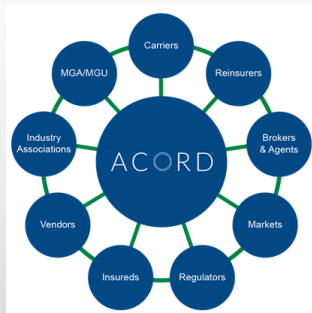 Carriers
MGA/MGU
Reinsurers
Industry
Associations
Brokers
& Agents
ACORD
Vendors
Markets
Insureds
Regulators